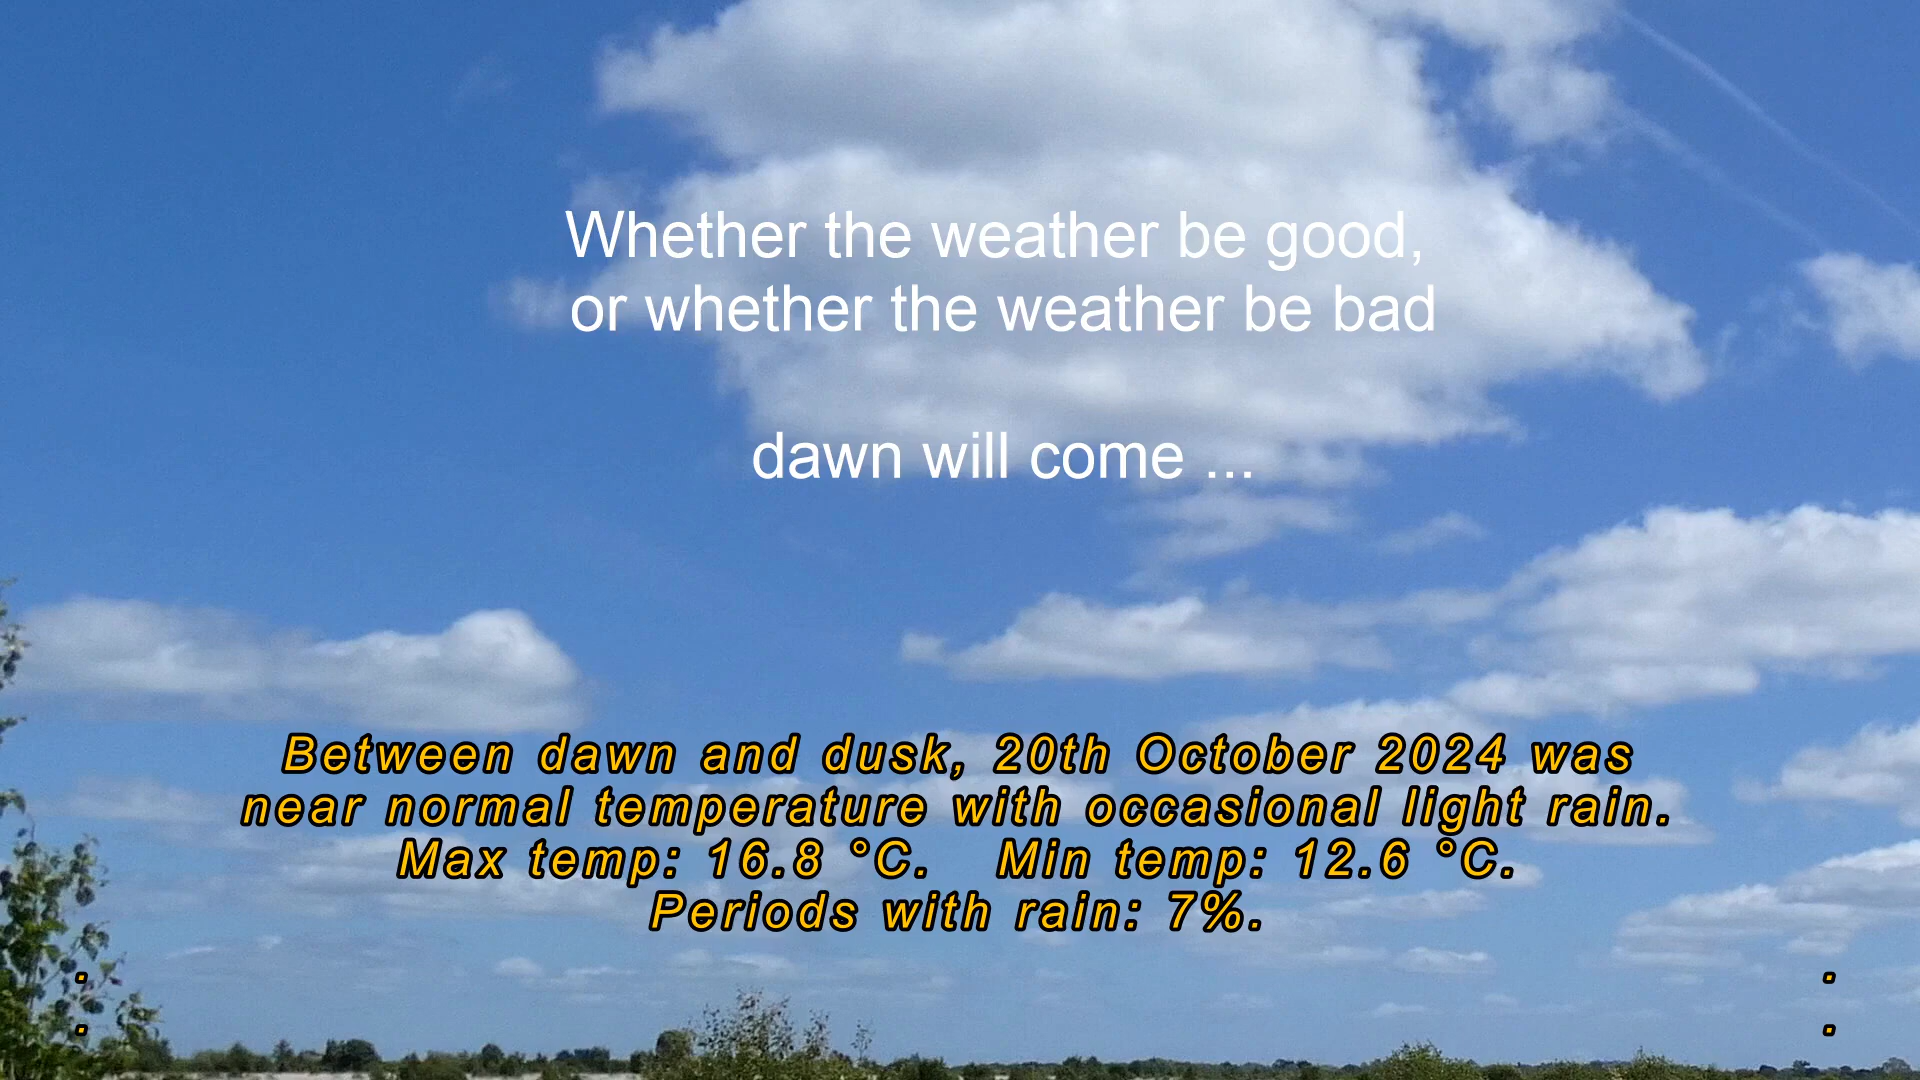 Whether the weather be good,
or whether the weather be bad
dawn will come ...
Between dawn and dusk, 20th October 2024 was
near normal temperature with occasional light rain.
Max temp: 16.8 °C. Min temp: 12.6 °C.
Periods with rain: 7%.
. .
. .